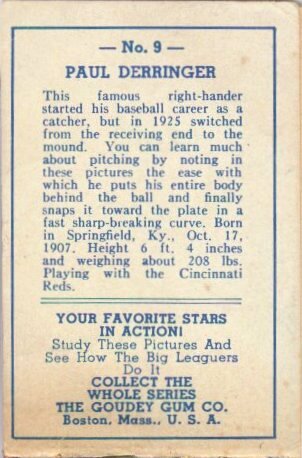 — No. 9 —
PAUL DERRINGER
This famous right-hander
started his baseball career as a
catcher, but in 1925 switched
from the receiving end to the
mound. You can learn much
about pitching by noting in
these pictures the ease with
which he puts his entire body
behind the ball and finally
snaps it toward the plate in a
fast sharp-breaking curve. Born
in Springfield, Ky., Oct. 17,
1907. Height 6 ft. 4 inches
and weighing about 208 lbs.
Playing with the Cincinnati
Reds.
YOUR FAVORITE STARS
IN ACTION!
Study These Pictures And
See How The Big Leaguers
Do It
COLLECT THE
WHOLE SERIES
THE GOUDEY GUM CO.
Boston, Mass., U. S. A.